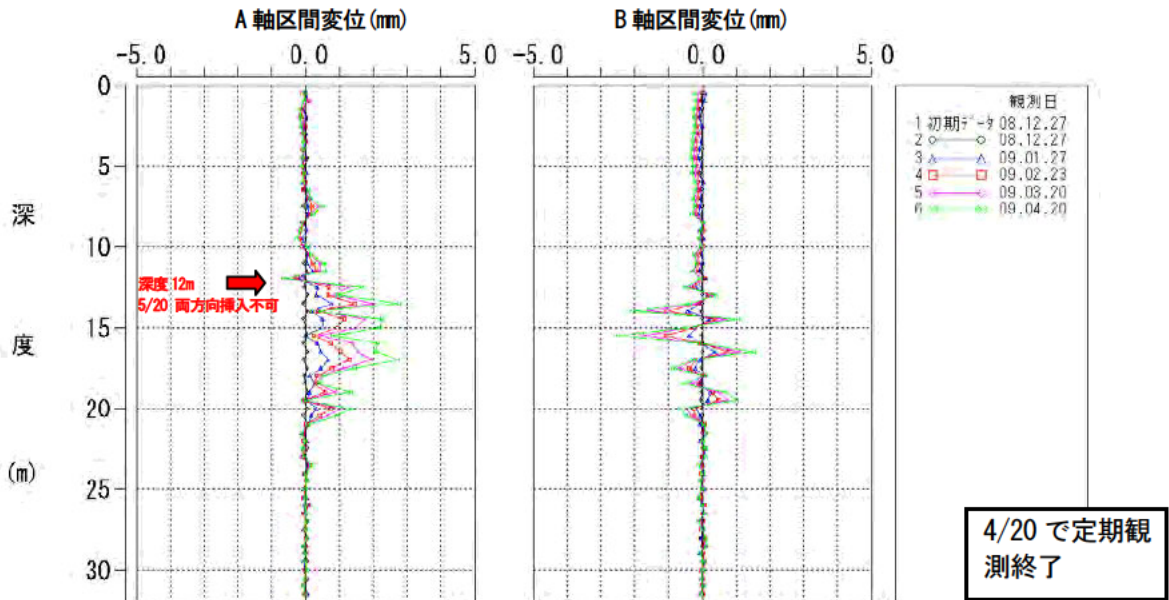 A 軸区間変位(mm)
B 軸区間変位(mm)
-5.0 0.0 5.0
-5.0 0.0 5.0
0
観測日
1 初期データ 08.12.27
2 08.12.27
3 09.01.27
4 09.02.23
5 09.03.20
6 09.04.20
5
深
10
深度 12m
5/20 両方向挿入不可
15
度
20
(m)
25
4/20 で定期観
測終了
30